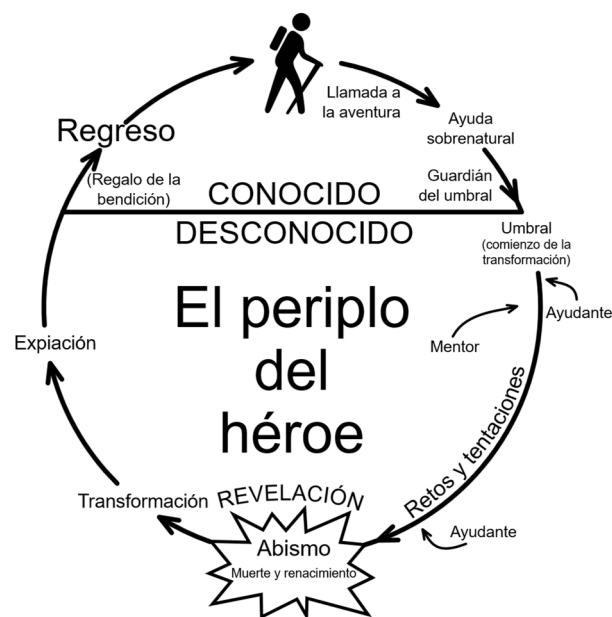 Llamada a
la aventura
Ayuda
sobrenatural
Guardián
del umbral
Regreso
(Regalo de la
bendición)
CONOCIDO
DESCONOCIDO
Umbral
(comienzo de la
transformación)
Ayudante
Mentor
El periplo
del
héroe
Retos y tentaciones
Ayudante
REVELACIÓN
Abismo
Muerte y renacimiento
Transformación
Expiación